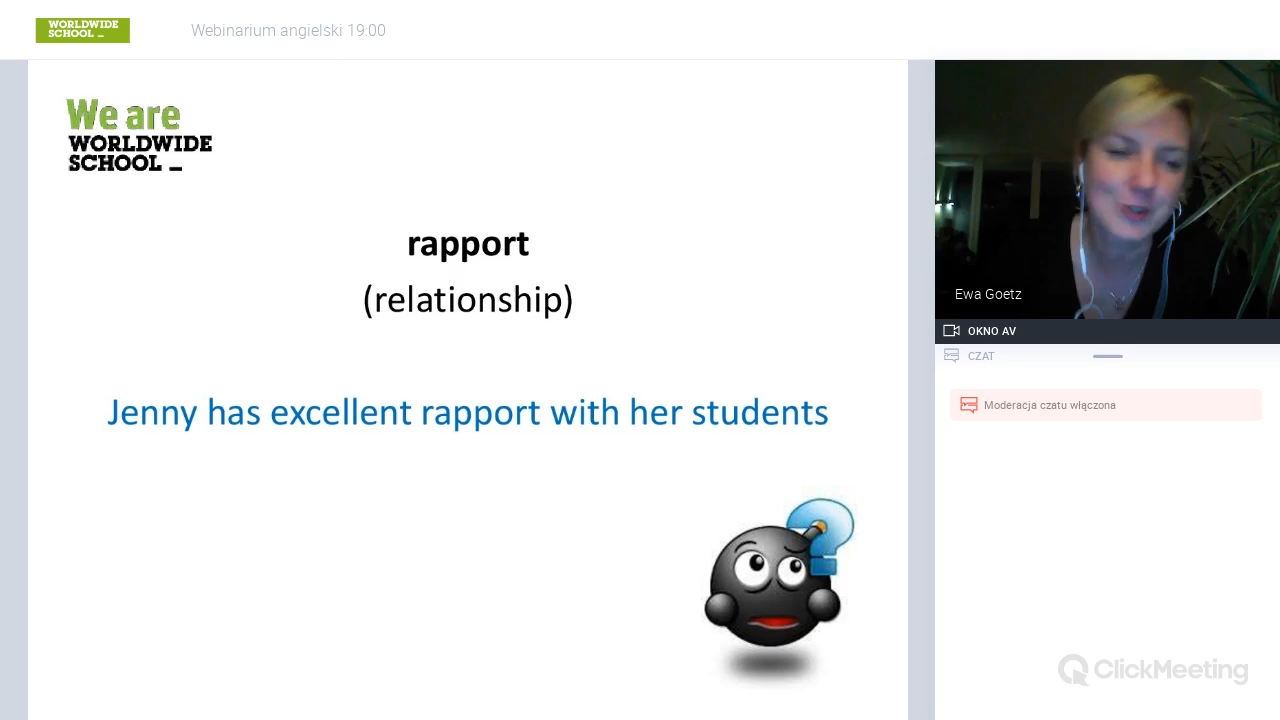 WORLDWIDE
SCHOOL _
Webinarium angielski 19:00
We are
WORLDWIDE
SCHOOL _
rapport
(relationship)
Jenny has excellent rapport with her students
?
Ewa Goetz
OKNO AV
CZAT
Moderacja czatu włączona
ClickMeeting